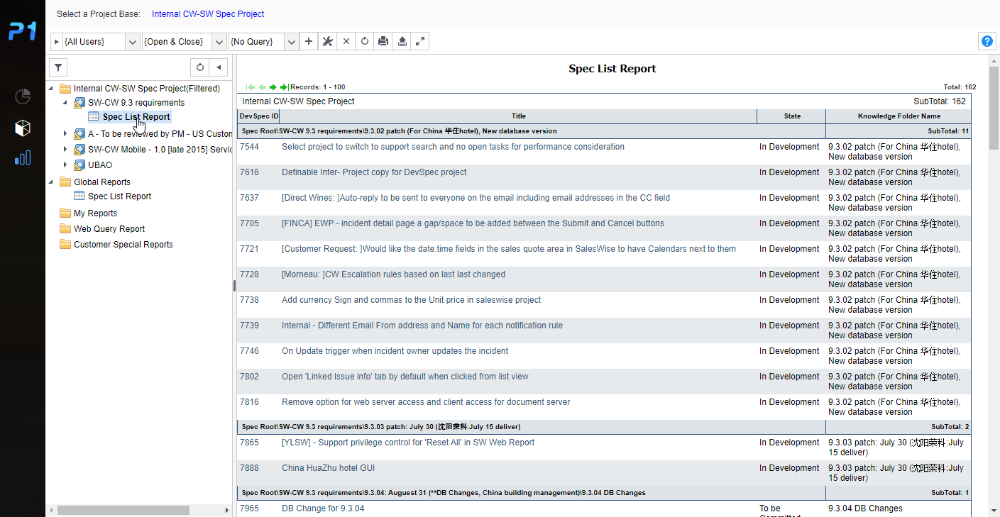 Select a Project Base: Internal CW-SW Spec Project
P1
{All Users} {Open & Close} {No Query}
Internal CW-SW Spec Project(Filtered)
SW-CW 9.3 requirements
Spec List Report
A - To be reviewed by PM - US Custon
SW-CW Mobile - 1.0 [late 2015] Servic
UBAO
Global Reports
Spec List Report
My Reports
Web Query Report
Customer Special Reports
Spec List Report
Records: 1 - 100 Total: 162
Internal CW-SW Spec Project SubTotal: 162
DevSpec ID Title State Knowledge Folder Name
Spec Root\SW-CW 9.3 requirements\9.3.02 patch (For China 华住hotel), New database version SubTotal: 11
7544 Select project to switch to support search and no open tasks for performance consideration In Development 9.3.02 patch (For China 华住hotel),
New database version
7616 Definable Inter- Project copy for DevSpec project In Development 9.3.02 patch (For China 华住hotel),
New database version
7637 [Direct Wines: ]Auto-reply to be sent to everyone on the email including email addresses in the CC field In Development 9.3.02 patch (For China 华住hotel),
New database version
7705 [FINCA] EWP - incident detail page a gap/space to be added between the Submit and Cancel buttons In Development 9.3.02 patch (For China 华住hotel),
New database version
7721 [Customer Request: ]Would like the date.time fields in the sales quote area in SalesWise to have Calendars next to them In Development 9.3.02 patch (For China 华住hotel),
New database version
7728 [Morneau: ]CW Escalation rules based on last last changed In Development 9.3.02 patch (For China 华住hotel),
New database version
7738 Add currency Sign and commas to the Unit price in saleswise project In Development 9.3.02 patch (For China 华住hotel),
New database version
7739 Internal - Different Email From address and Name for each notification rule In Development 9.3.02 patch (For China 华住hotel),
New database version
7746 On Update trigger when incident owner updates the incident In Development 9.3.02 patch (For China 华住hotel),
New database version
7802 Open 'Linked Issue info' tab by default when clicked from list view In Development 9.3.02 patch (For China 华住hotel),
New database version
7816 Remove option for web server access and client access for document server In Development 9.3.02 patch (For China 华住hotel),
New database version
Spec Root\SW-CW 9.3 requirements\9.3.03 patch: July 30 (沈阳荣科:July 15 deliver) SubTotal: 2
7865 [YLSW] - Support privilege control for 'Reset All' in SW Web Report In Development 9.3.03 patch: July 30 (沈阳荣科:July
15 deliver)
7888 China HuaZhu hotel GUI In Development 9.3.03 patch: July 30 (沈阳荣科:July
15 deliver)
Spec Root\SW-CW 9.3 requirements\9.3.04: Auguest 31 (**DB Changes, China building management)\9.3.04 DB Changes SubTotal: 1
7965 DB Change for 9.3.04 To be 9.3.04 DB Changes
Committed